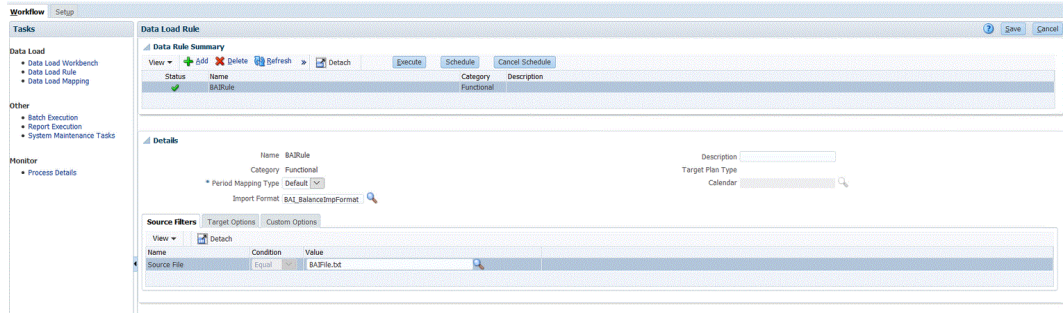 Workflow Setup
Tasks
Data Load
Data Load Workbench
Data Load Rule
Data Load Mapping
Other
Batch Execution
Report Execution
System Maintenance Tasks
Monitor
Process Details
Data Load Rule
Save Cancel
Data Rule Summary
View Add Delete Refresh » Detach Execute Schedule Cancel Schedule
Status Name Category Description
BAIRule Functional
Details
Name BAIRule
Description
Category Functional
Target Plan Type
* Period Mapping Type Default
Calendar
Import Format BAI_BalanceImpFormat
Source Filters Target Options Custom Options
View Detach
Name Condition Value
Source File Equal BAIFile.txt